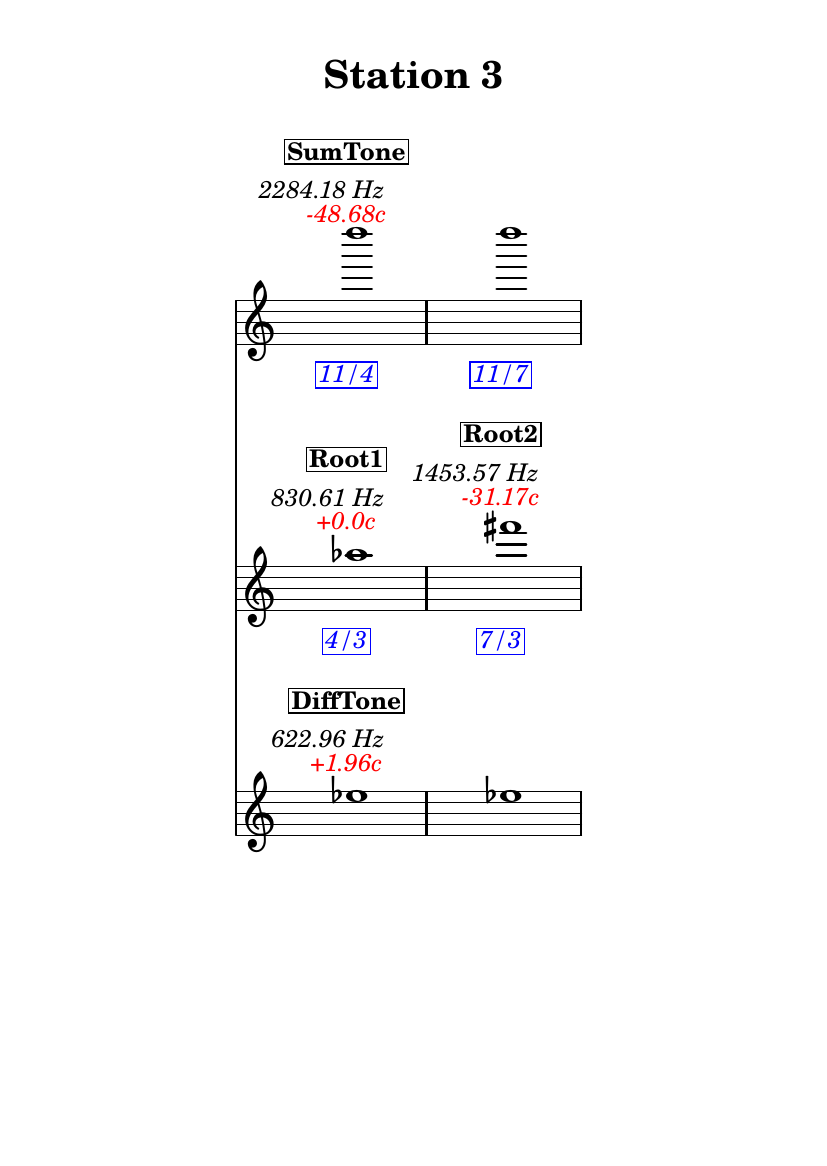 Station 3
SumTone
2284.18 Hz
-48.68c
11/4 11/7
Root1
830.61 Hz
+0.0c
Root2
1453.57 Hz
-31.17c
4/3 7/3
DiffTone
622.96 Hz
+1.96c